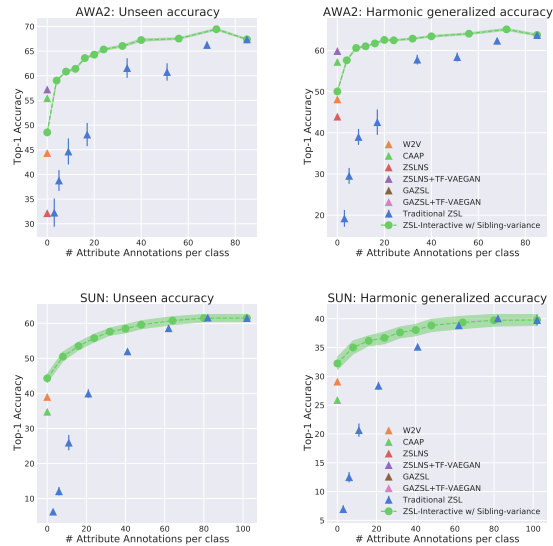 AWA2: Unseen accuracy
Top-1 Accuracy
70
65
60
55
50
45
40
35
30
0 20 40 60 80
# Attribute Annotations per class
AWA2: Harmonic generalized accuracy
Top-1 Accuracy
60
50
40
30
20
W2V
CAAP
ZSLNS
ZSLNS+TF-VAEGAN
GAZSL
GAZSL+TF-VAEGAN
Traditional ZSL
ZSL-Interactive w/ Sibling-variance
0 20 40 60 80
# Attribute Annotations per class
SUN: Unseen accuracy
Top-1 Accuracy
60
50
40
30
20
10
0 20 40 60 80 100
# Attribute Annotations per class
SUN: Harmonic generalized accuracy
Top-1 Accuracy
40
35
30
25
20
15
10
5
W2V
CAAP
ZSLNS
ZSLNS+TF-VAEGAN
GAZSL
GAZSL+TF-VAEGAN
Traditional ZSL
ZSL-Interactive w/ Sibling-variance
0 20 40 60 80 100
# Attribute Annotations per class